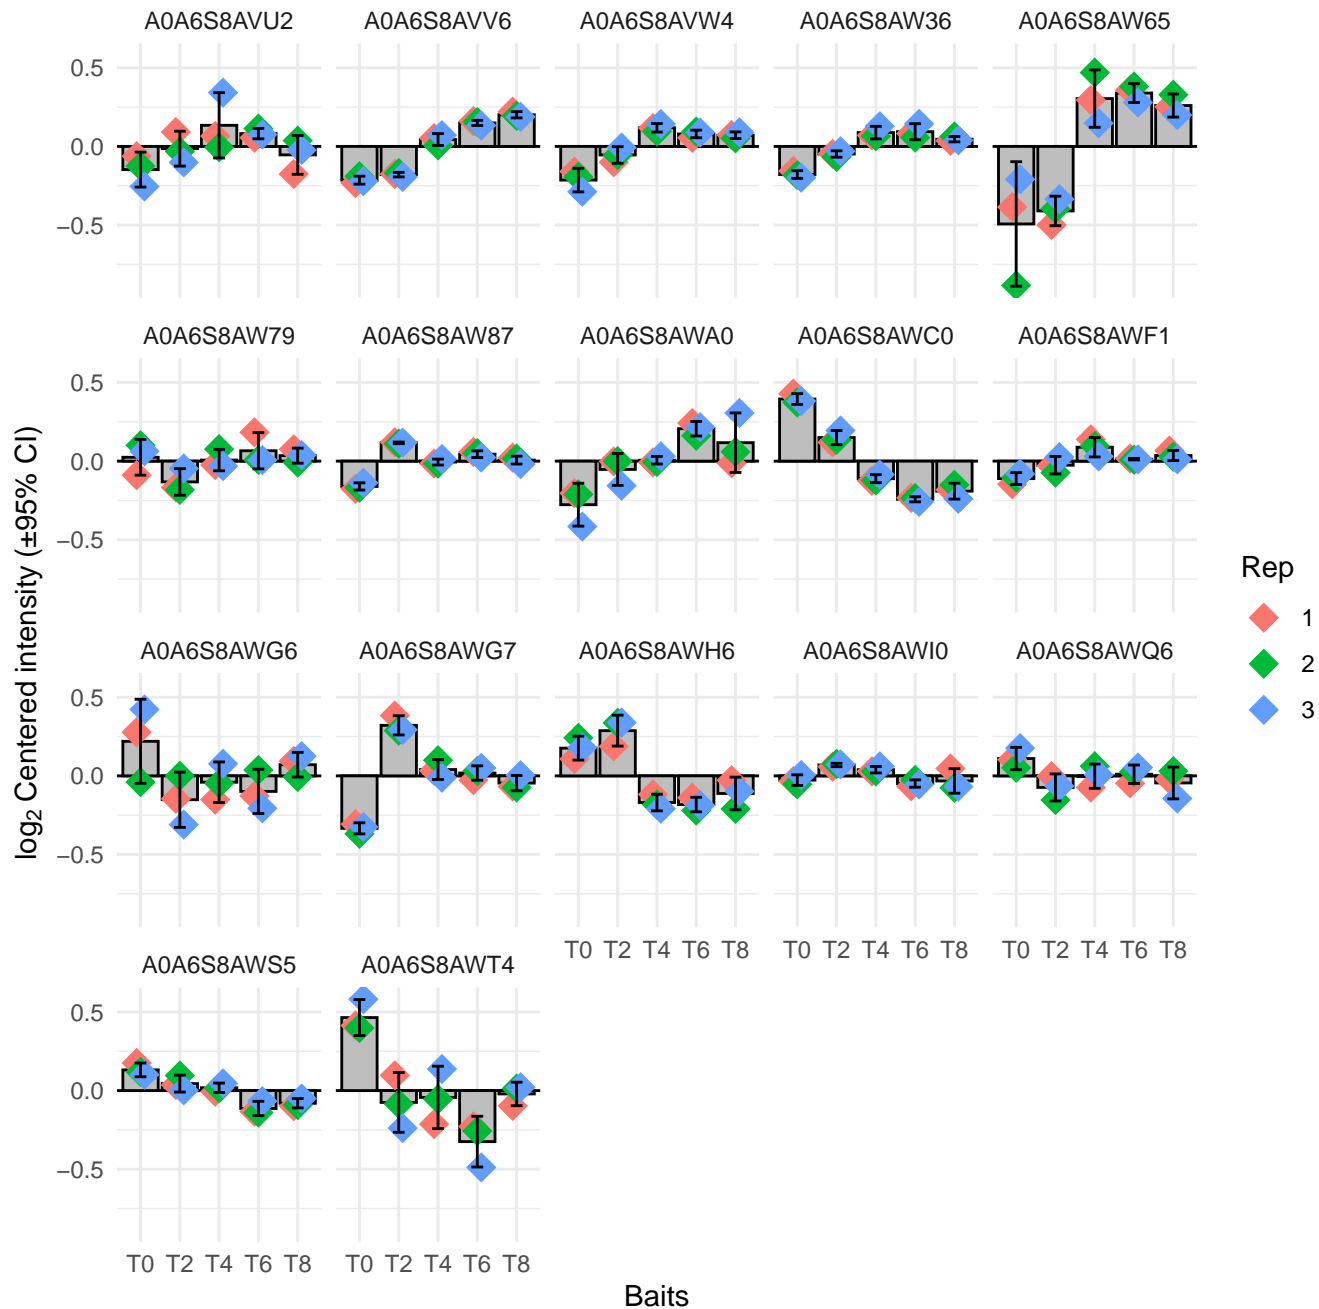 A0A6S8AVU2 A0A6S8AVV6 A0A6S8AVW4 A0A6S8AW36 A0A6S8AW65
0.5
0.0
−0.5
A0A6S8AW79 A0A6S8AW87 A0A6S8AWA0 A0A6S8AWC0 A0A6S8AWF1
0.5
0.0
−0.5
log₂ Centered intensity (±95% CI)
Rep
1
2
3
A0A6S8AWG6 A0A6S8AWG7 A0A6S8AWH6 A0A6S8AWI0 A0A6S8AWQ6
0.5
0.0
−0.5
T0 T2 T4 T6 T8 T0 T2 T4 T6 T8 T0 T2 T4 T6 T8
A0A6S8AWS5 A0A6S8AWT4
0.5
0.0
−0.5
T0 T2 T4 T6 T8 T0 T2 T4 T6 T8
Baits